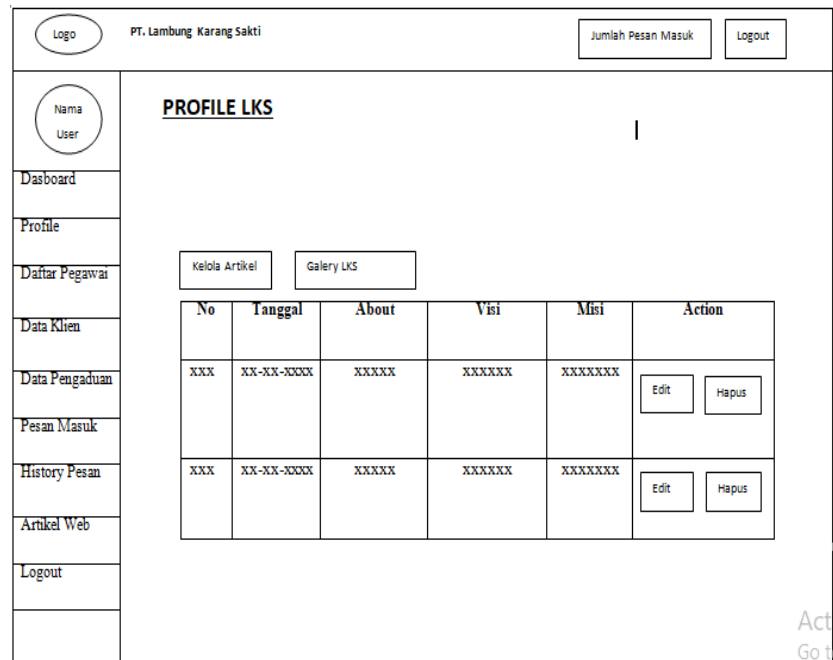 Logo
PT. Lambung Karang Sakti
Jumlah Pesan Masuk
Logout
Nama
User
PROFILE LKS
Dasboard
Profile
Daftar Pegawai
Data Klien
Data Pengaduan
Pesan Masuk
History Pesan
Artikel Web
Logout
Kelola Artikel
Galery LKS
No Tanggal About Visi Misi Action
xxx xx-xx-xxxx xxxxx xxxxxx xxxxxxx Edit Hapus
xxx xx-xx-xxxx xxxxx xxxxxx xxxxxxx Edit Hapus
Act
Go t